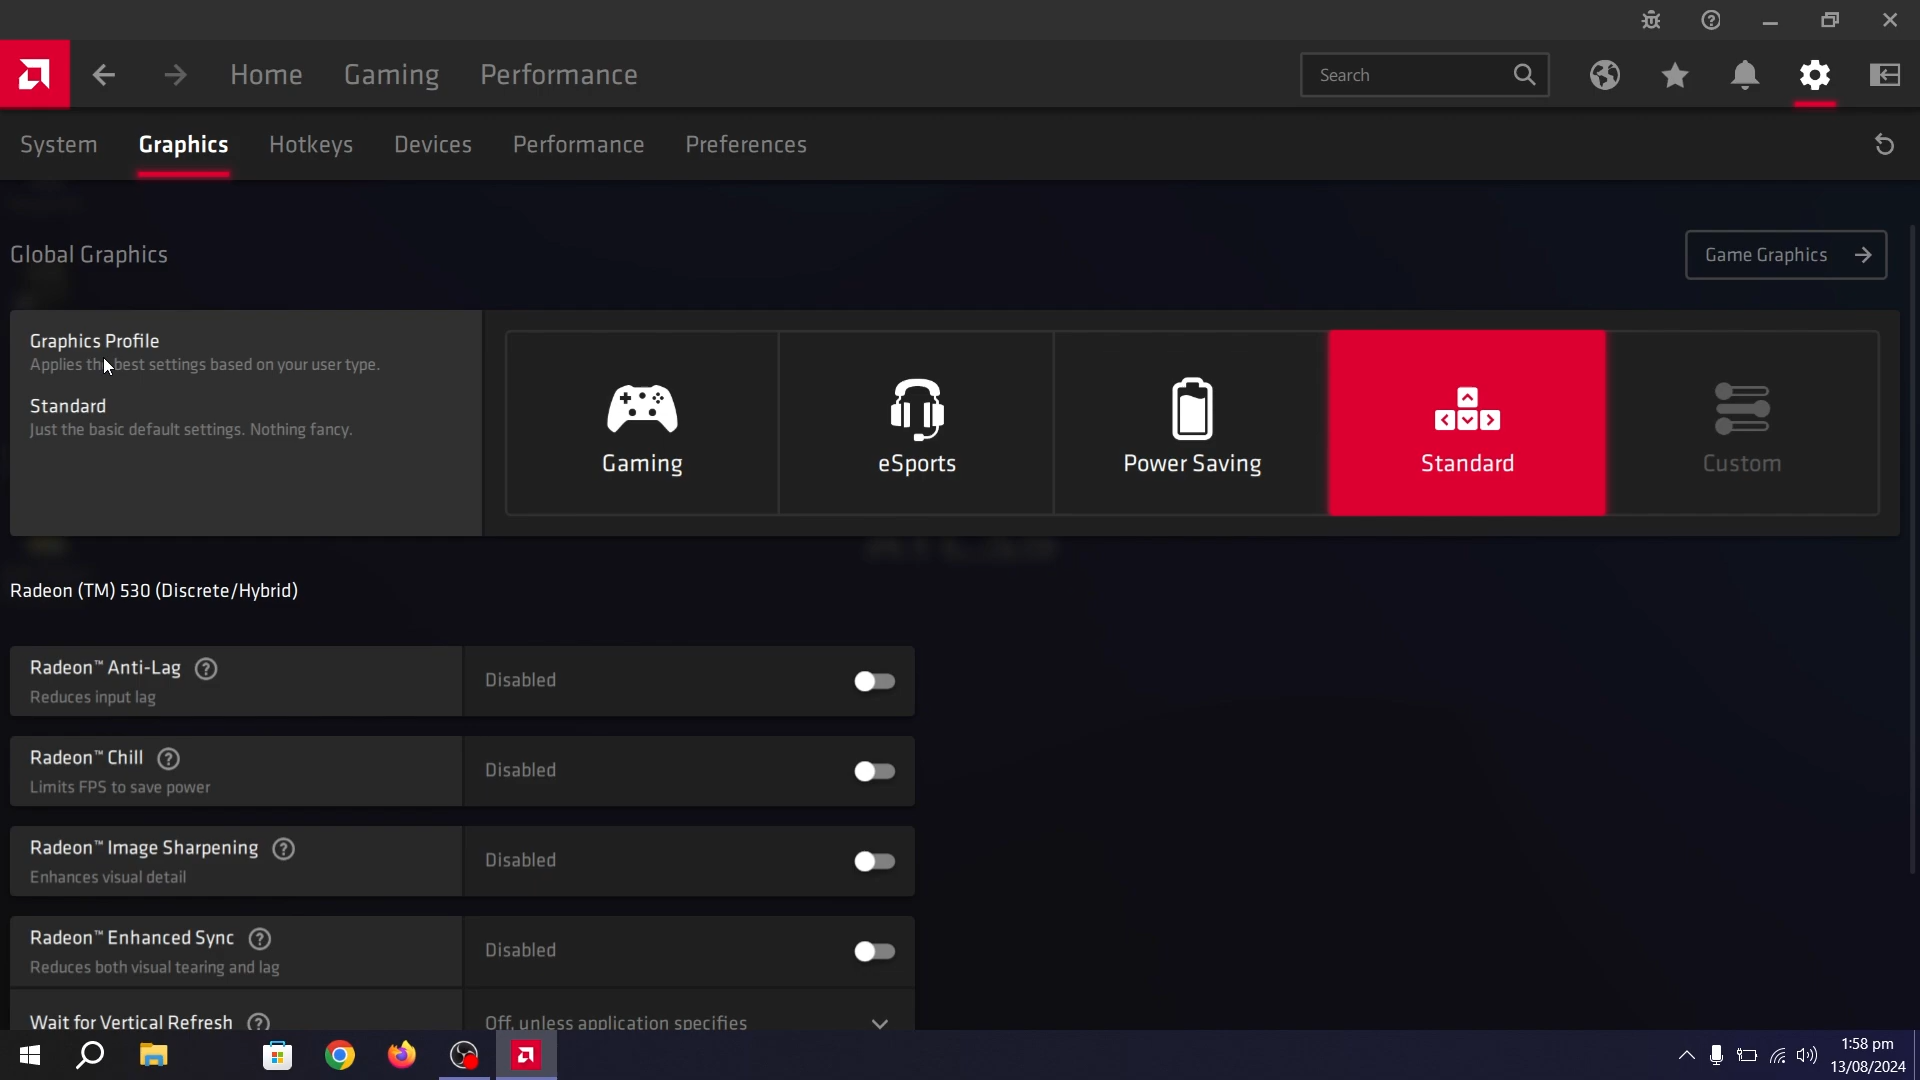 Home Gaming Performance Search
System Graphics Hotkeys Devices Performance Preferences
Global Graphics
Game Graphics
Graphics Profile
Applies the best settings based on your user type.
Standard
Just the basic default settings. Nothing fancy.
Gaming eSports Power Saving Standard Custom
Radeon (TM) 530 (Discrete/Hybrid)
Radeon™ Anti-Lag
Reduces input lag
Disabled
Radeon™ Chill
Limits FPS to save power
Disabled
Radeon™ Image Sharpening
Enhances visual detail
Disabled
Radeon™ Enhanced Sync
Reduces both visual tearing and lag
Disabled
Wait for Vertical Refresh
Off, unless application specifies
1:58 pm
13/08/2024